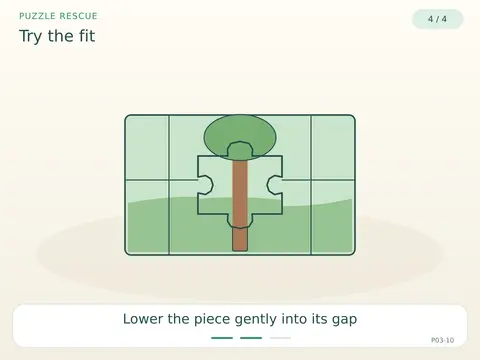 PUZZLE RESCUE
4 / 4
Try the fit
Lower the piece gently into its gap
P03-10